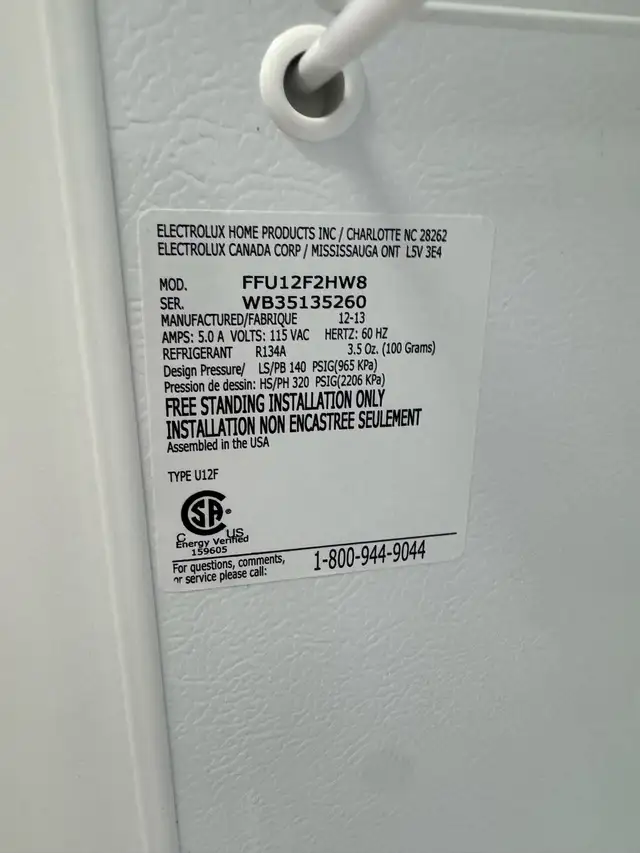 ELECTROLUX HOME PRODUCTS INC / CHARLOTTE NC 28262
ELECTROLUX CANADA CORP / MISSISSAUGA ONT L5V 3E4
MOD. FFU12F2HW8
SER. WB35135260
MANUFACTURED/FABRIQUE 12-13
AMPS: 5.0 A VOLTS: 115 VAC HERTZ: 60 HZ
REFRIGERANT R134A 3.5 Oz. (100 Grams)
Design Pressure/ LS/PB 140 PSIG(965 KPa)
Pression de dessin: HS/PH 320 PSIG(2206 KPa)
FREE STANDING INSTALLATION ONLY
INSTALLATION NON ENCASTREE SEULEMENT
Assembled in the USA
TYPE U12F
CSA®
C US
Energy Verified
159605
For questions, comments,
or service please call: 1-800-944-9044